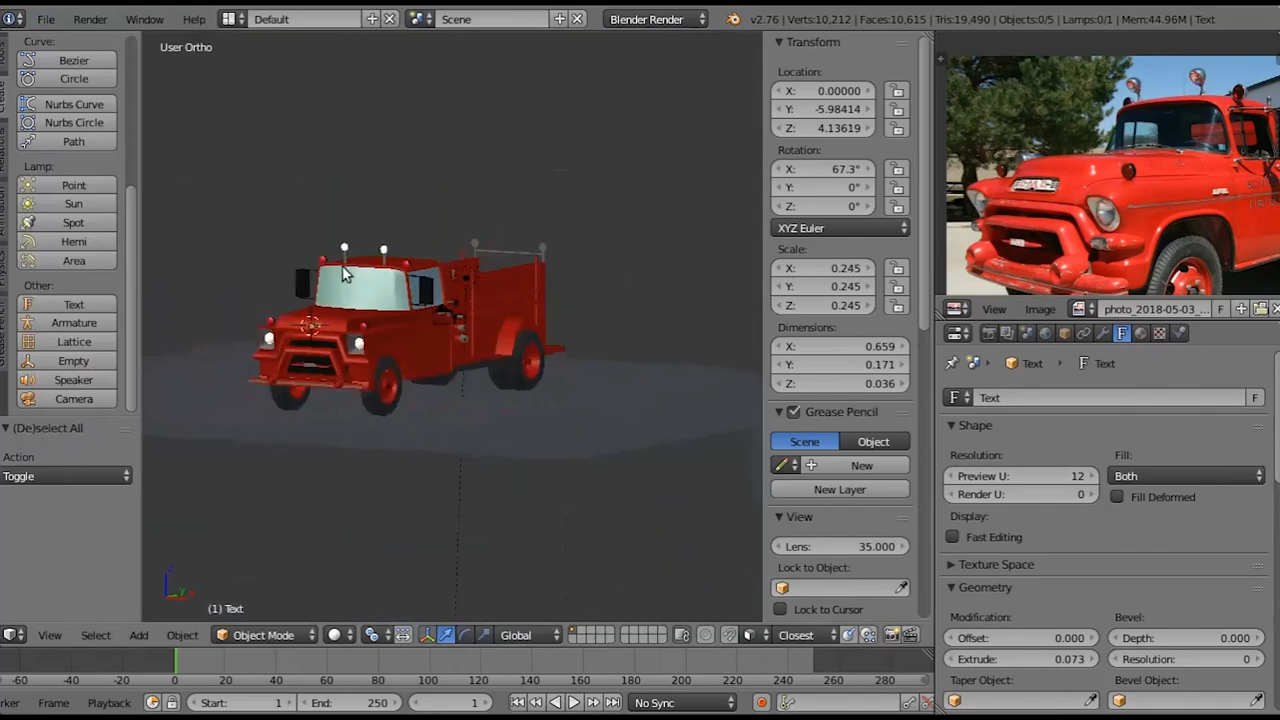 File Render Window Help Default Scene Blender Render v2.76 | Verts:10,212 | Faces:10,615 | Tris:19,490 | Objects:0/5 | Lamps:0/1 | Mem:44.96M | Text
User Ortho
Tools
Create
Relations
Animation
Physics
Grease Pencil
Curve:
Bezier
Circle
Nurbs Curve
Nurbs Circle
Path
Lamp:
Point
Sun
Spot
Hemi
Area
Other:
Text
Armature
Lattice
Empty
Speaker
Camera
(De)select All
Action
Toggle
(1) Text
Transform
Location:
X: 0.00000
Y: -5.98414
Z: 4.13619
Rotation:
X: 67.3°
Y: 0°
Z: 0°
XYZ Euler
Scale:
X: 0.245
Y: 0.245
Z: 0.245
Dimensions:
X: 0.659
Y: 0.171
Z: 0.036
Grease Pencil
Scene Object
New
New Layer
View
Lens: 35.000
Lock to Object:
Lock to Cursor
GMC
View Image photo_2018-05-03_... F
Text Text
Text F
Shape
Resolution: Fill:
Preview U: 12 Both
Render U: 0 Fill Deformed
Display:
Fast Editing
Texture Space
Geometry
Modification: Bevel:
Offset: 0.000 Depth: 0.000
Extrude: 0.073 Resolution: 0
Taper Object: Bevel Object:
View Select Add Object Object Mode Global Closest
-60 -40 -20 0 20 40 60 80 100 120 140 160 180 200 220 240 260 280
rker Frame Playback Start: 1 End: 250 1 No Sync